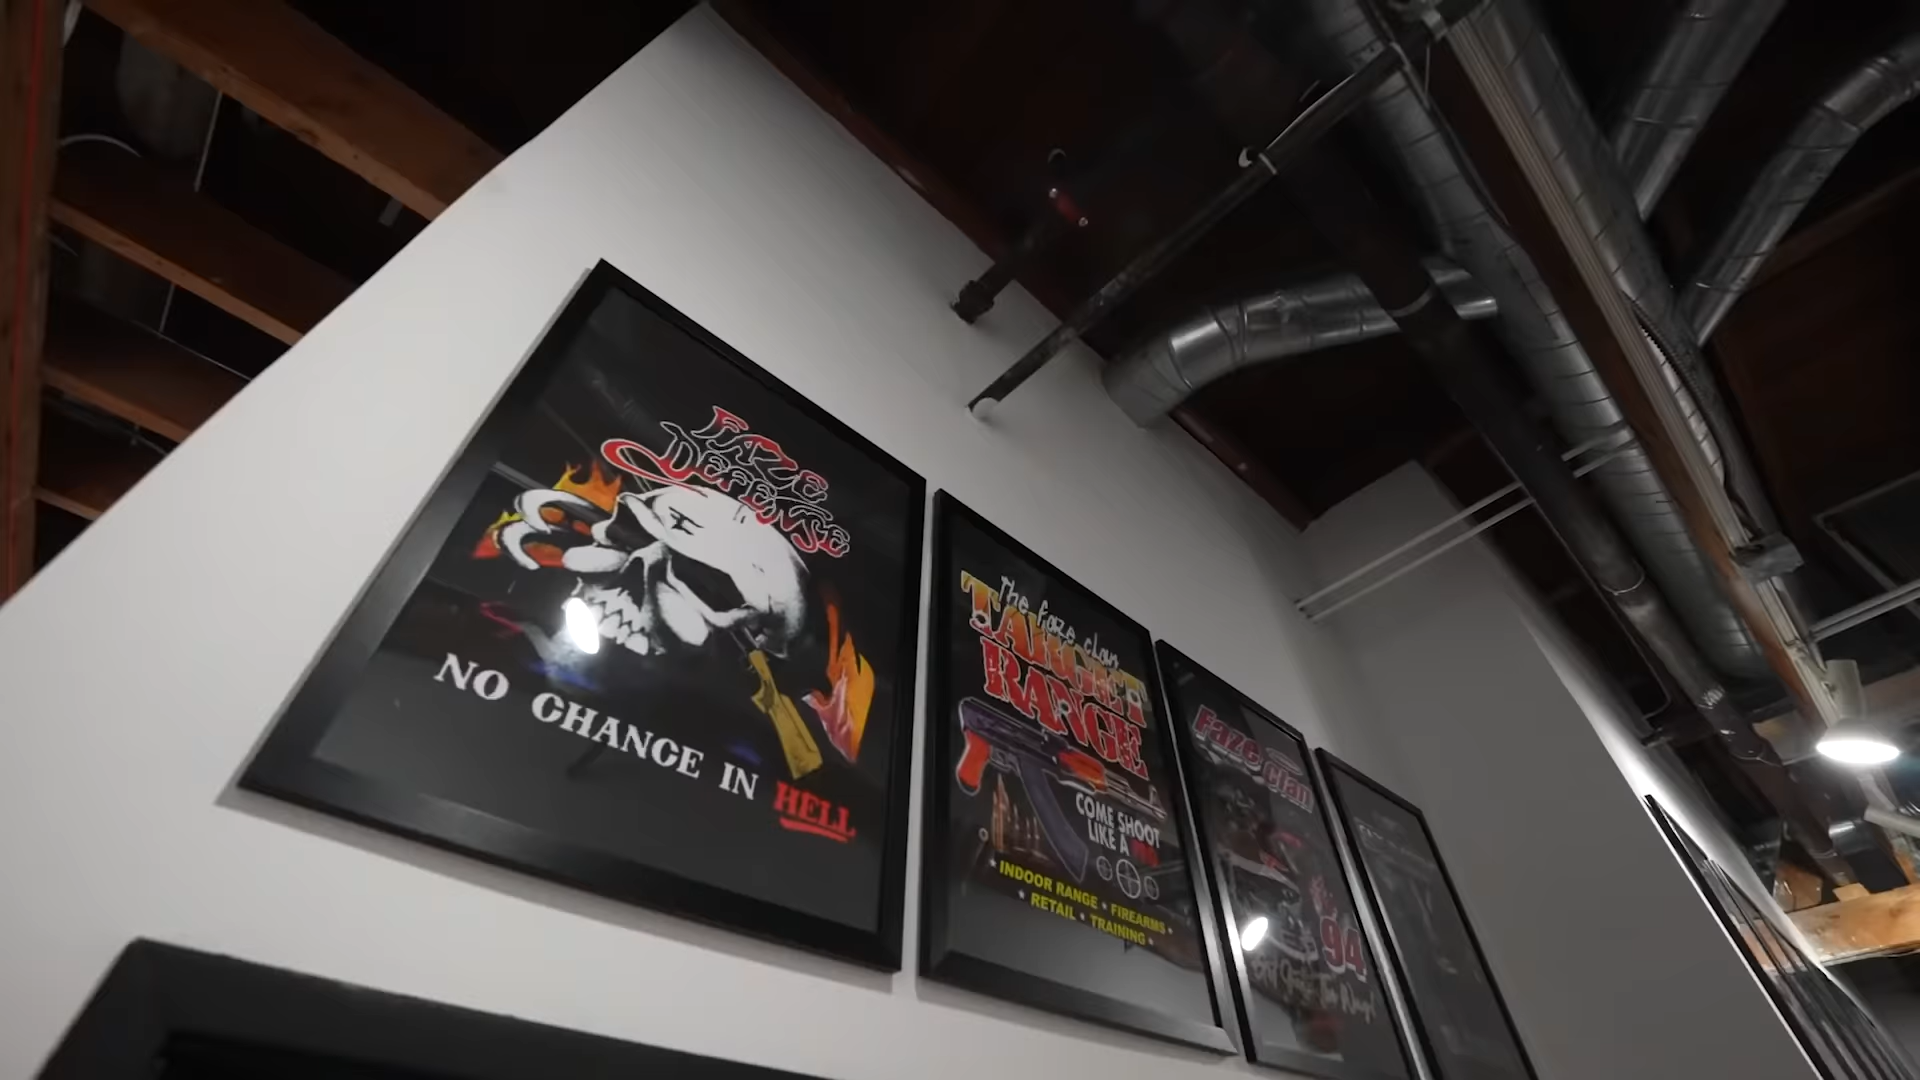 FAZE
DEFENSE
NO CHANCE IN HELL
The Faze clan
TARGET
RANGE
COME SHOOT
LIKE A
INDOOR RANGE • FIREARMS •
• RETAIL • TRAINING •
Faze Clan
94